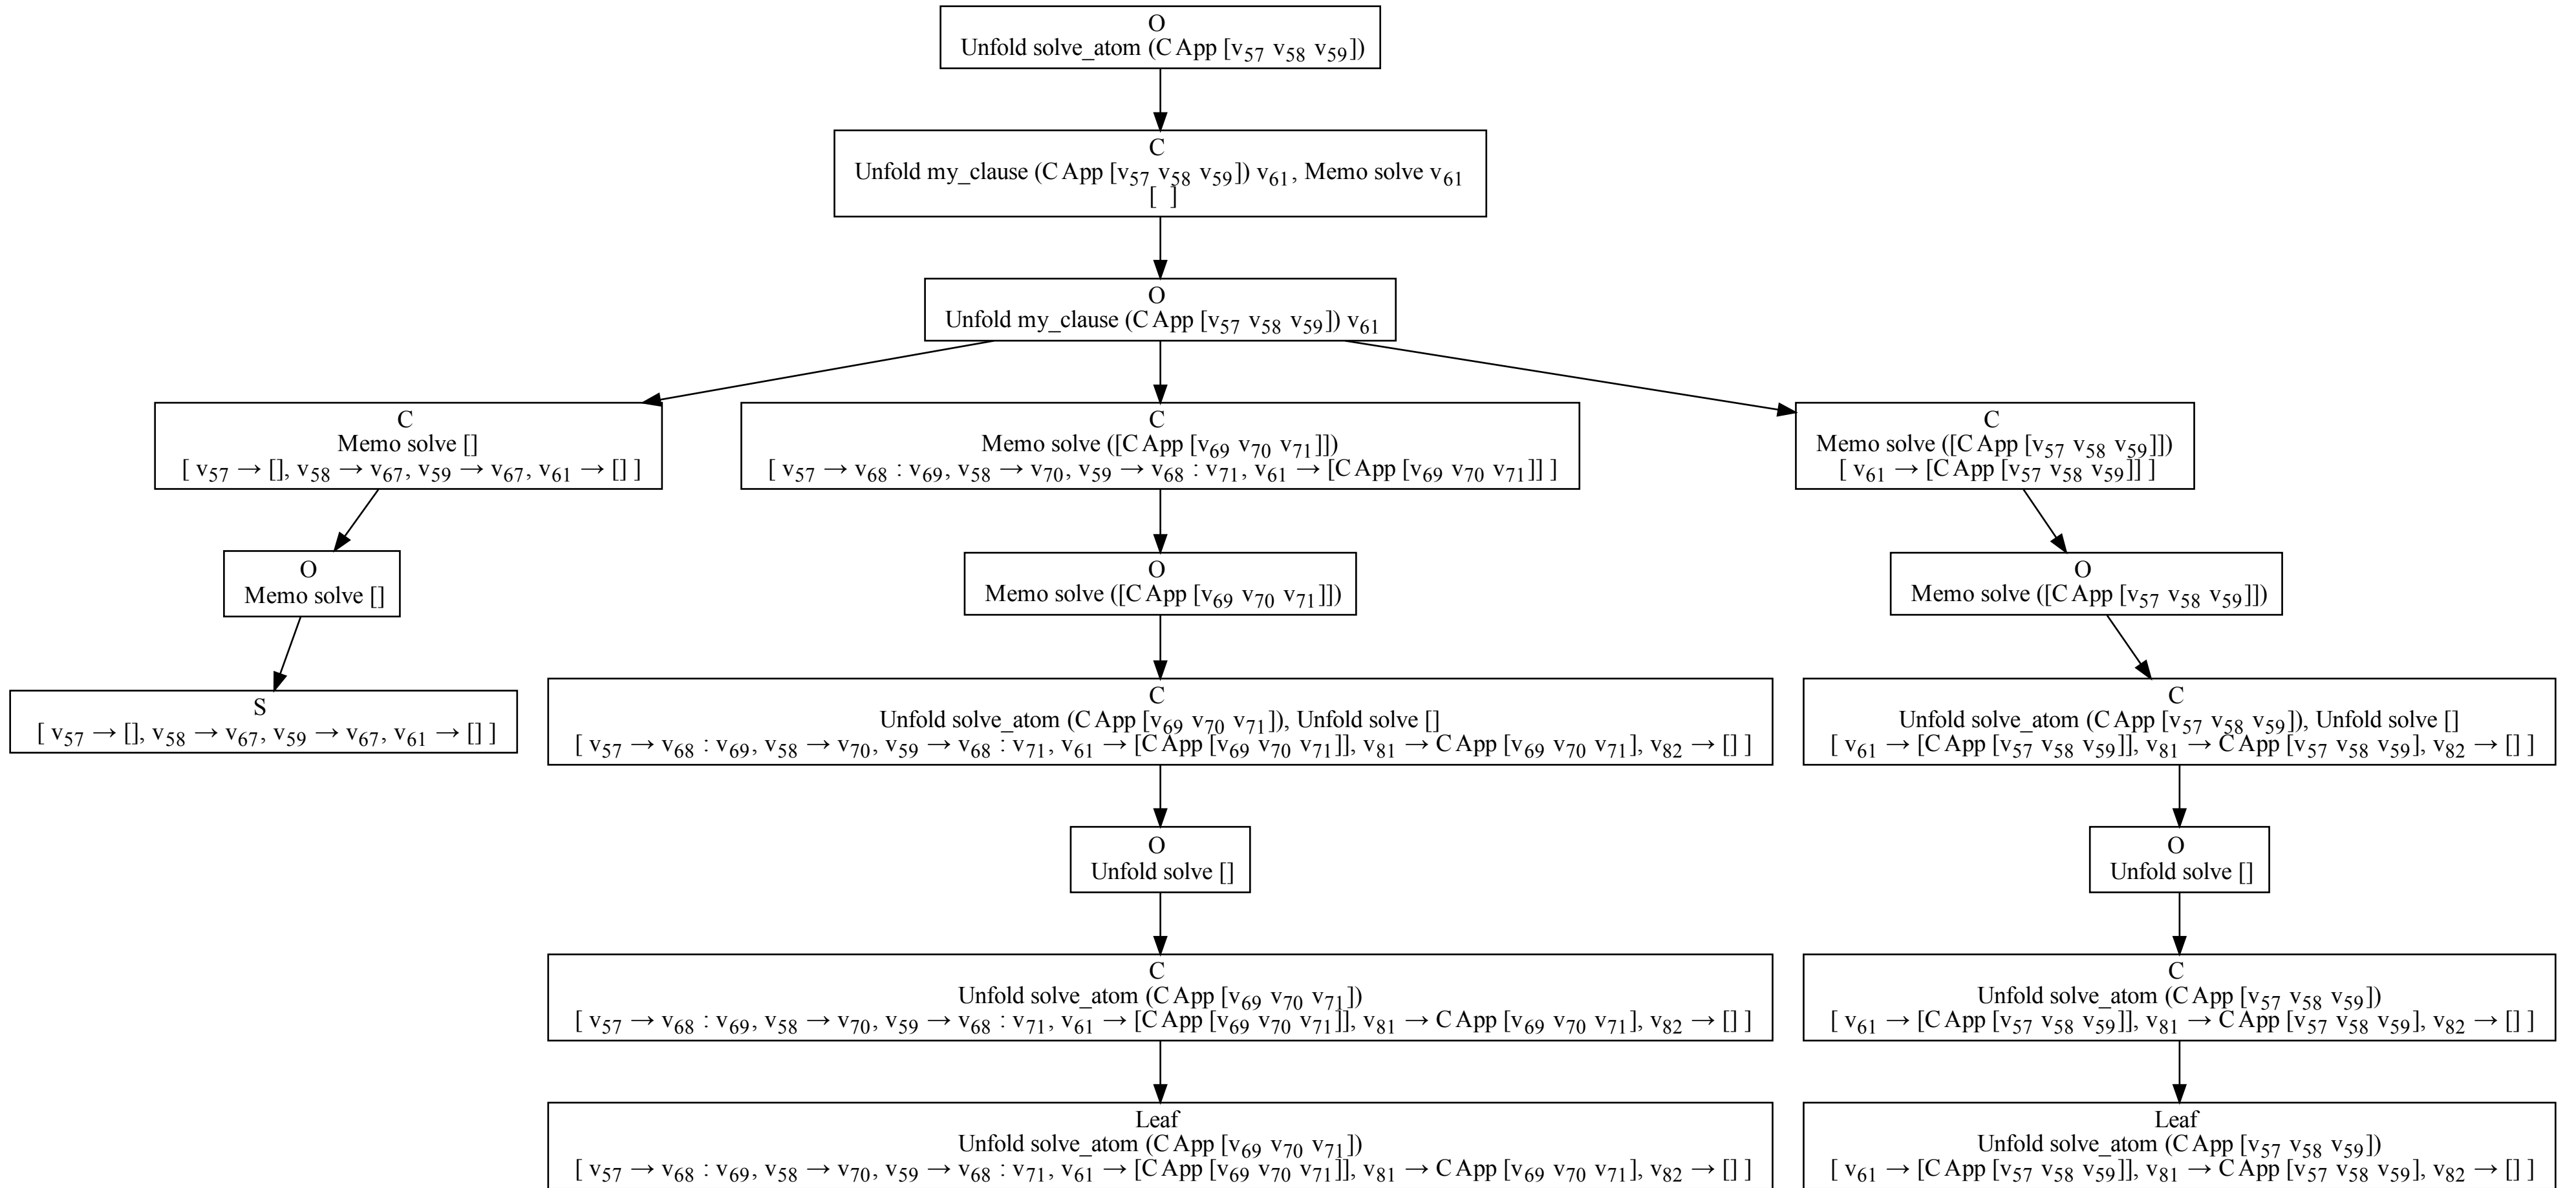 O
Unfold solve_atom (C App [v57 v58 v59])
C
Unfold my_clause (C App [v57 v58 v59]) v61, Memo solve v61
[ ]
O
Unfold my_clause (C App [v57 v58 v59]) v61
C
Memo solve []
[ v57 → [], v58 → v67, v59 → v67, v61 → [] ]
C
Memo solve ([C App [v69 v70 v71]])
[ v57 → v68 : v69, v58 → v70, v59 → v68 : v71, v61 → [C App [v69 v70 v71]] ]
C
Memo solve ([C App [v57 v58 v59]])
[ v61 → [C App [v57 v58 v59]] ]
O
Memo solve []
O
Memo solve ([C App [v69 v70 v71]])
O
Memo solve ([C App [v57 v58 v59]])
S
[ v57 → [], v58 → v67, v59 → v67, v61 → [] ]
C
Unfold solve_atom (C App [v69 v70 v71]), Unfold solve []
[ v57 → v68 : v69, v58 → v70, v59 → v68 : v71, v61 → [C App [v69 v70 v71]], v81 → C App [v69 v70 v71], v82 → [] ]
C
Unfold solve_atom (C App [v57 v58 v59]), Unfold solve []
[ v61 → [C App [v57 v58 v59]], v81 → C App [v57 v58 v59], v82 → [] ]
O
Unfold solve []
O
Unfold solve []
C
Unfold solve_atom (C App [v69 v70 v71])
[ v57 → v68 : v69, v58 → v70, v59 → v68 : v71, v61 → [C App [v69 v70 v71]], v81 → C App [v69 v70 v71], v82 → [] ]
C
Unfold solve_atom (C App [v57 v58 v59])
[ v61 → [C App [v57 v58 v59]], v81 → C App [v57 v58 v59], v82 → [] ]
Leaf
Unfold solve_atom (C App [v69 v70 v71])
[ v57 → v68 : v69, v58 → v70, v59 → v68 : v71, v61 → [C App [v69 v70 v71]], v81 → C App [v69 v70 v71], v82 → [] ]
Leaf
Unfold solve_atom (C App [v57 v58 v59])
[ v61 → [C App [v57 v58 v59]], v81 → C App [v57 v58 v59], v82 → [] ]